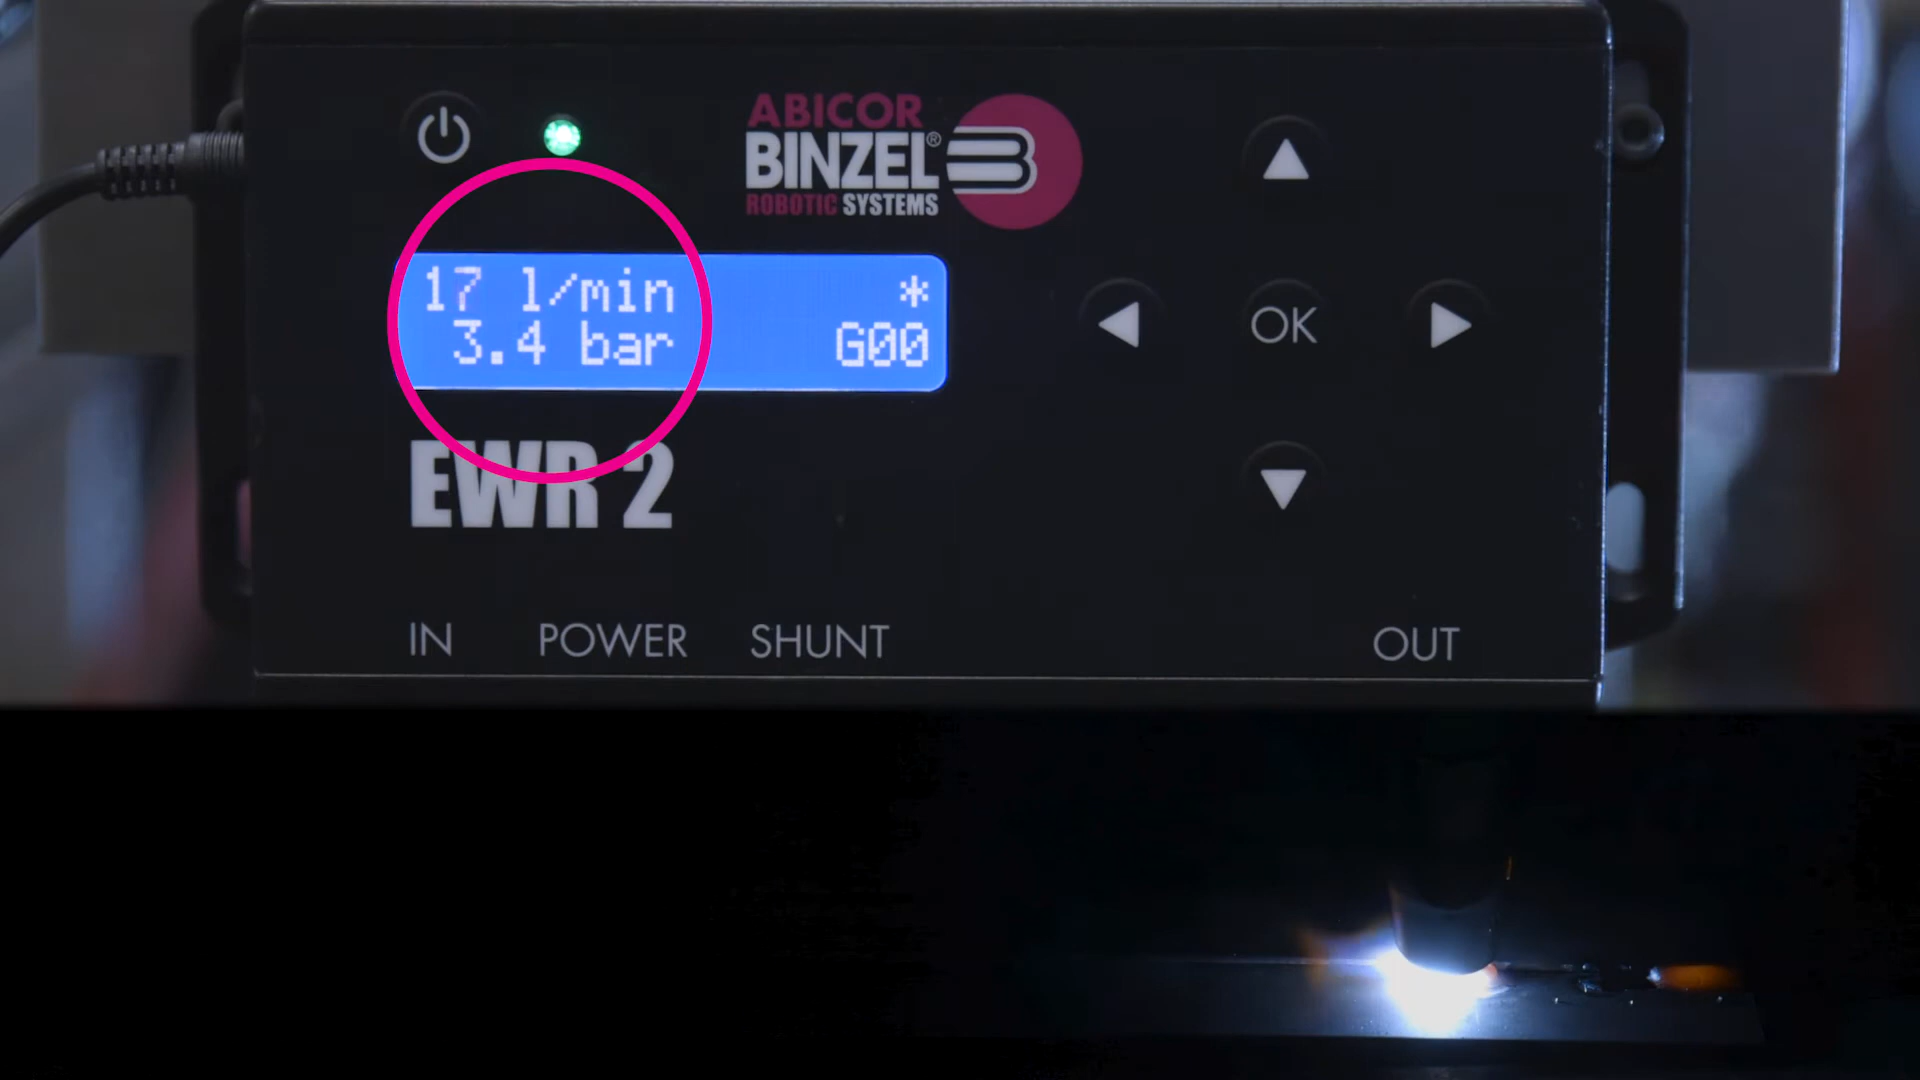 ABICOR
BINZEL®
ROBOTIC SYSTEMS
17 l/min *
3.4 bar G00
OK
EWR 2
IN POWER SHUNT OUT